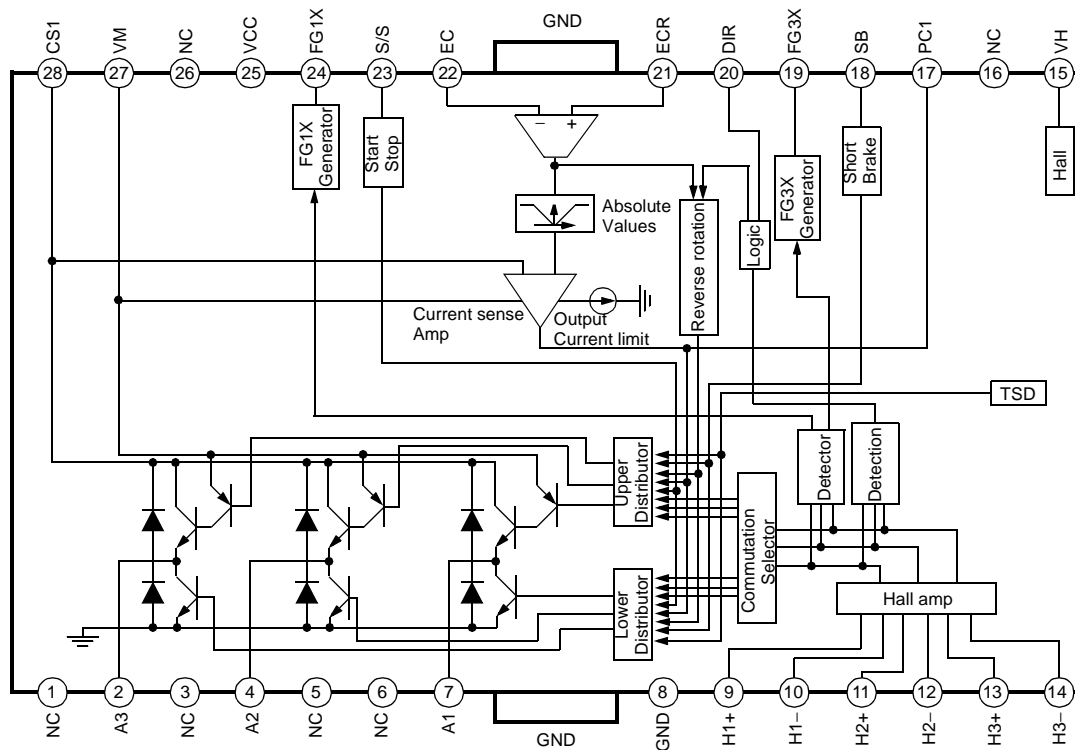 CS1
VM
NC
VCC
FG1X
S/S
EC
GND
ECR
DIR
FG3X
SB
PC1
NC
VH
28
27
26
25
24
23
22
21
20
19
18
17
16
15
FG1X
Generator
Start
Stop
−
+
FG3X
Generator
Short
Brake
Hall
Absolute
Values
Reverse rotation
Logic
Current sense
Amp
Output
Current limit
TSD
Detector
Detection
Upper
Distributor
Commutation
Selector
Lower
Distributor
Hall amp
1
2
3
4
5
6
7
8
9
10
11
12
13
14
NC
A3
NC
A2
NC
NC
A1
GND
GND
H1+
H1−
H2+
H2−
H3+
H3−